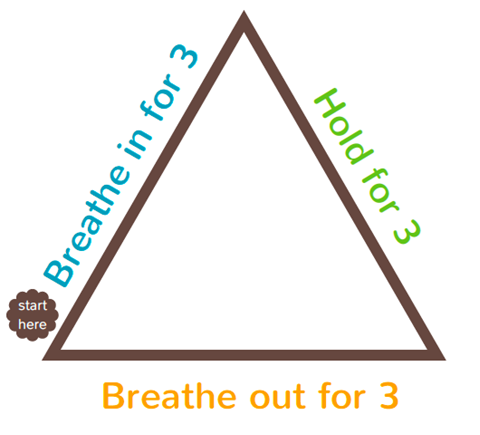 start
here
Breathe in for 3
Hold for 3
Breathe out for 3